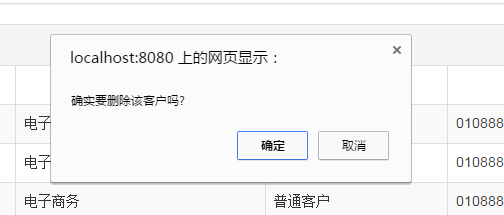 localhost:8080 上的网页显示：
确实要删除该客户吗?
确定 取消
电子 010888
电子 010888
电子商务 普通客户 010888